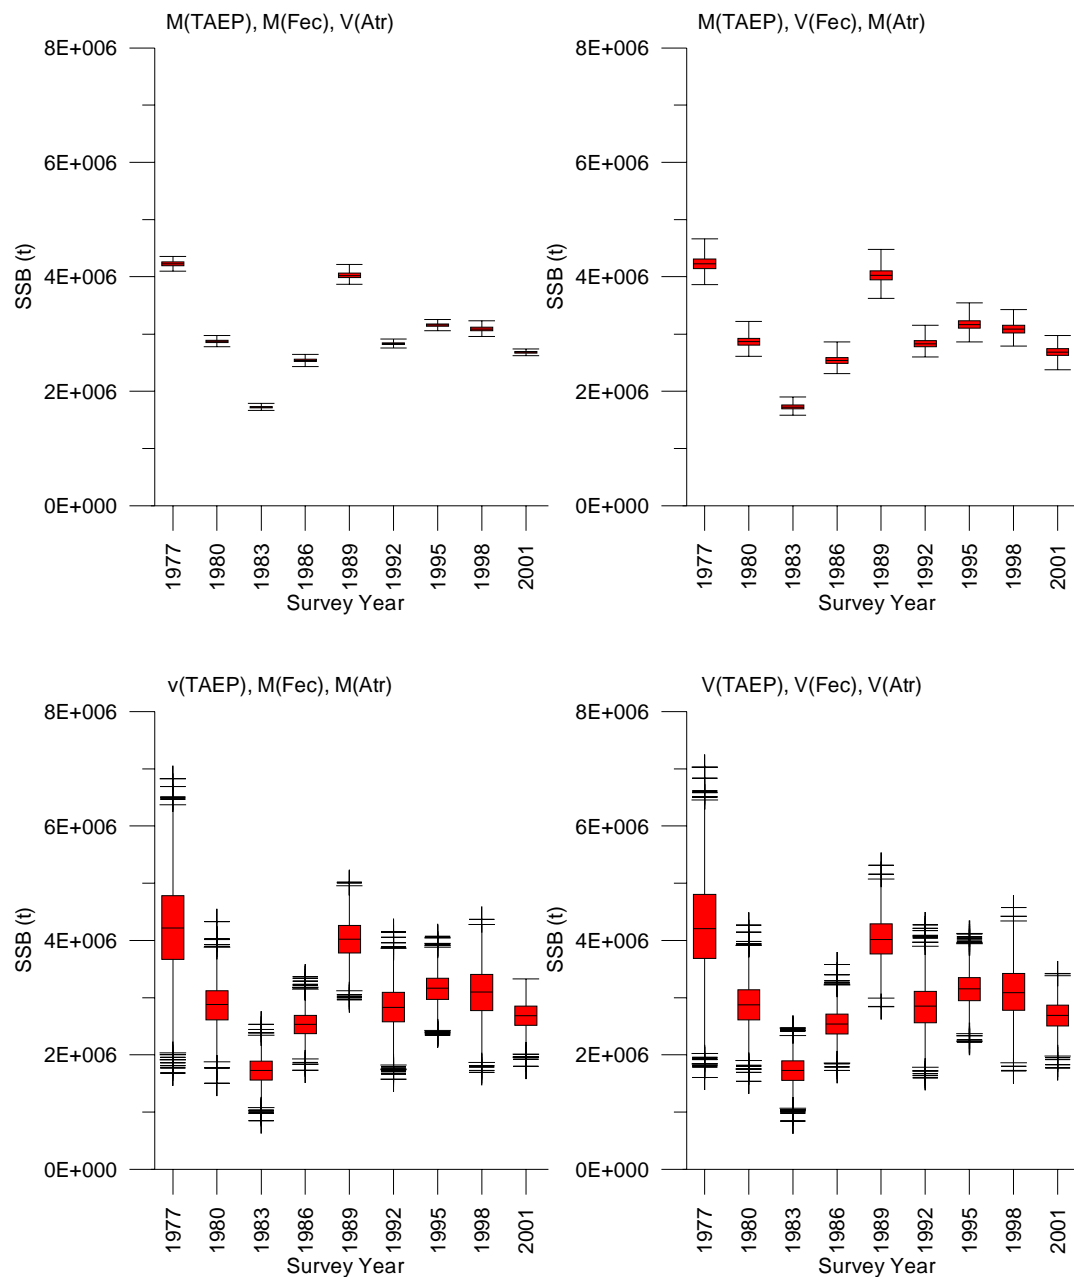 M(TAEP), M(Fec), V(Atr)
8E+006
6E+006
4E+006
2E+006
0E+000
SSB (t)
1977 1980 1983 1986 1989 1992 1995 1998 2001
Survey Year
M(TAEP), V(Fec), M(Atr)
8E+006
6E+006
4E+006
2E+006
0E+000
SSB (t)
1977 1980 1983 1986 1989 1992 1995 1998 2001
Survey Year
v(TAEP), M(Fec), M(Atr)
8E+006
6E+006
4E+006
2E+006
0E+000
SSB (t)
1977 1980 1983 1986 1989 1992 1995 1998 2001
Survey Year
V(TAEP), V(Fec), V(Atr)
8E+006
6E+006
4E+006
2E+006
0E+000
SSB (t)
1977 1980 1983 1986 1989 1992 1995 1998 2001
Survey Year